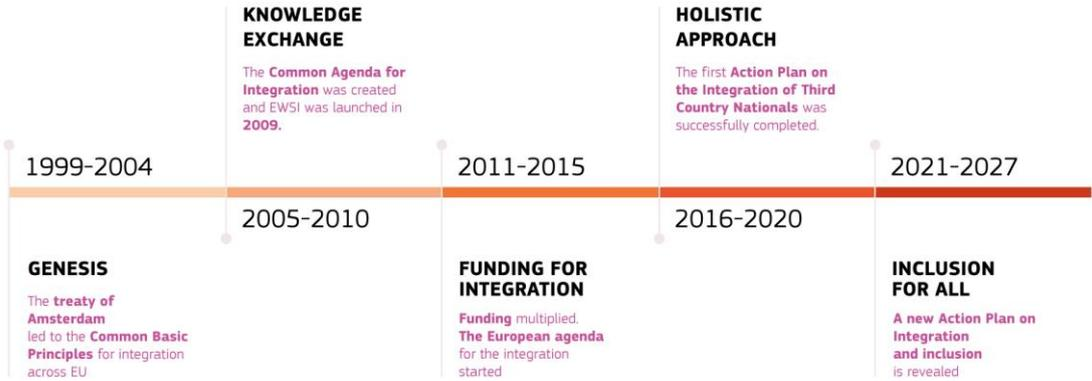 KNOWLEDGE
EXCHANGE
The Common Agenda for
Integration was created
and EWSI was launched in
2009.
HOLISTIC
APPROACH
The first Action Plan on
the Integration of Third
Country Nationals was
successfully completed.
1999-2004
2011-2015
2021-2027
2005-2010
2016-2020
GENESIS
The treaty of
Amsterdam
led to the Common Basic
Principles for integration
across EU
FUNDING FOR
INTEGRATION
Funding multiplied.
The European agenda
for the integration
started
INCLUSION
FOR ALL
A new Action Plan on
Integration
and inclusion
is revealed